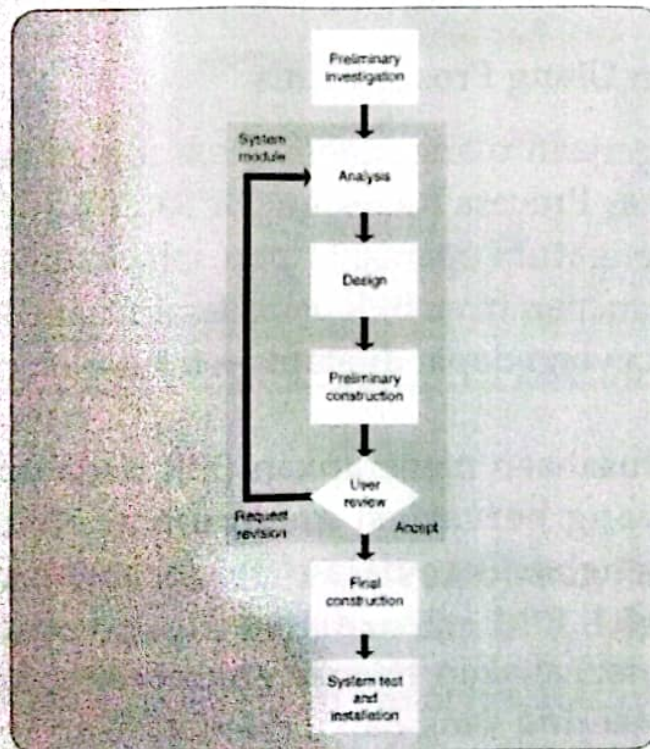 Preliminary
investigation
System
module
Analysis
Design
Preliminary
construction
User
review
Request
revision
Accept
Final
construction
System test
and
installation